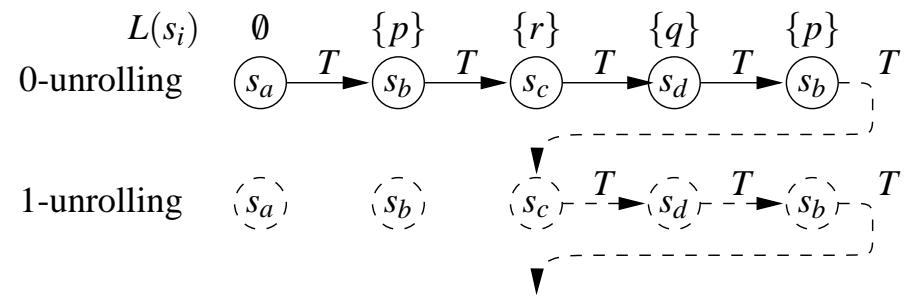 L(s_i) ∅ {p} {r} {q} {p}
0-unrolling s_a T s_b T s_c T s_d T s_b T
1-unrolling s_a s_b s_c T s_d T s_b T